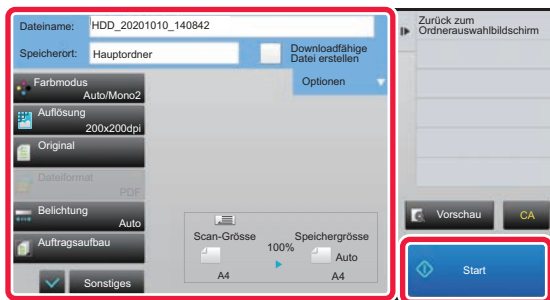 Dateiname:
HDD_20201010_140842
Speicherort:
Hauptordner
Downloadfähige
Datei erstellen
Optionen
Farbmodus
Auto/Mono2
Auflösung
200x200dpi
Original
Dateiformat
PDF
Belichtung
Auto
Auftragsaufbau
Sonstiges
Scan-Grösse
A4
100%
Speichergrösse
Auto
A4
Zurück zum
Ordnerauswahlbildschirm
Vorschau
CA
Start